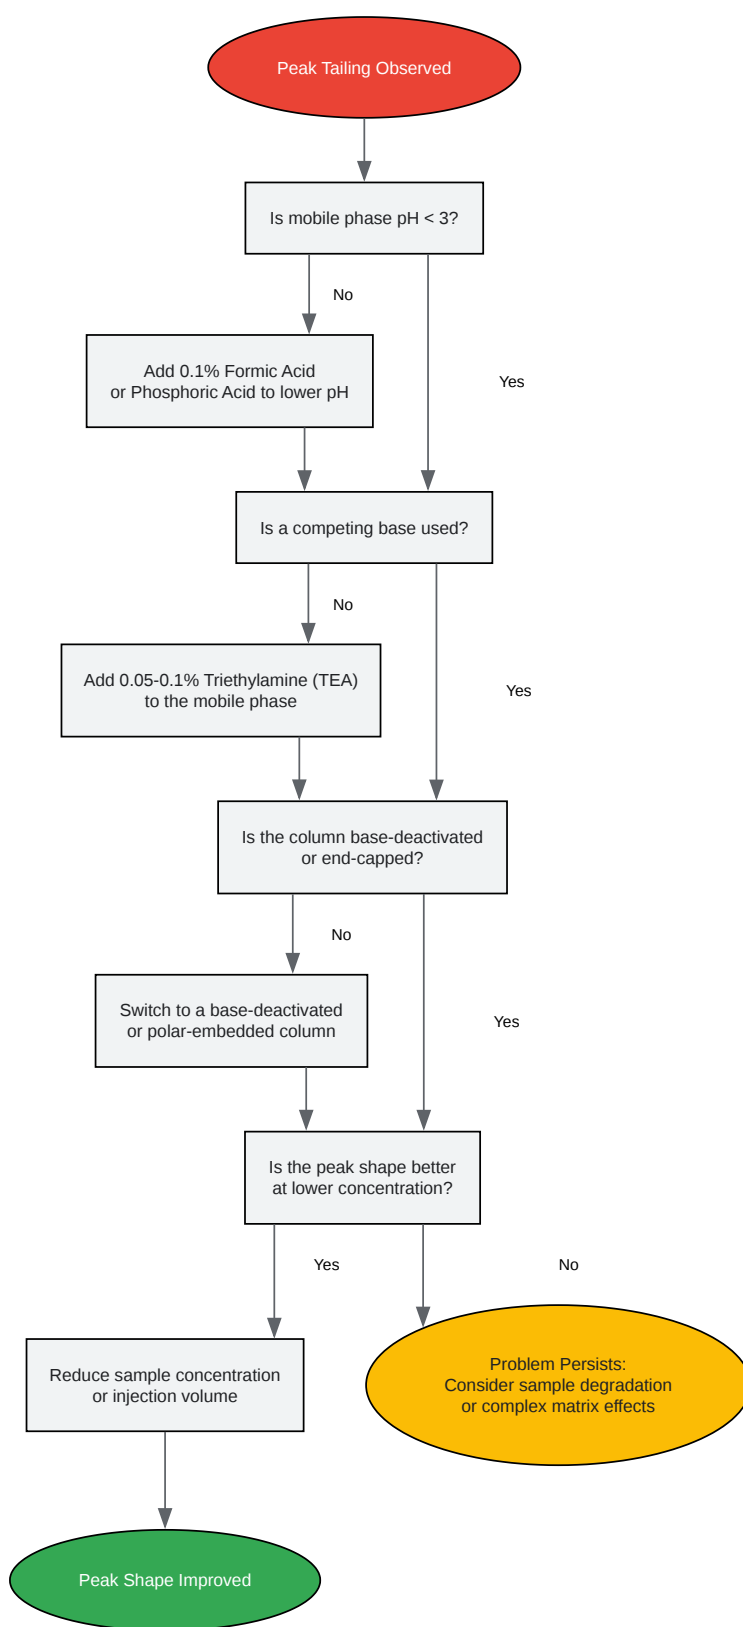 Peak Tailing Observed
Is mobile phase pH < 3?
No
Add 0.1% Formic Acid
or Phosphoric Acid to lower pH
Yes
Is a competing base used?
No
Add 0.05-0.1% Triethylamine (TEA)
to the mobile phase
Yes
Is the column base-deactivated
or end-capped?
No
Switch to a base-deactivated
or polar-embedded column
Yes
Is the peak shape better
at lower concentration?
Yes
No
Reduce sample concentration
or injection volume
Problem Persists:
Consider sample degradation
or complex matrix effects
Peak Shape Improved